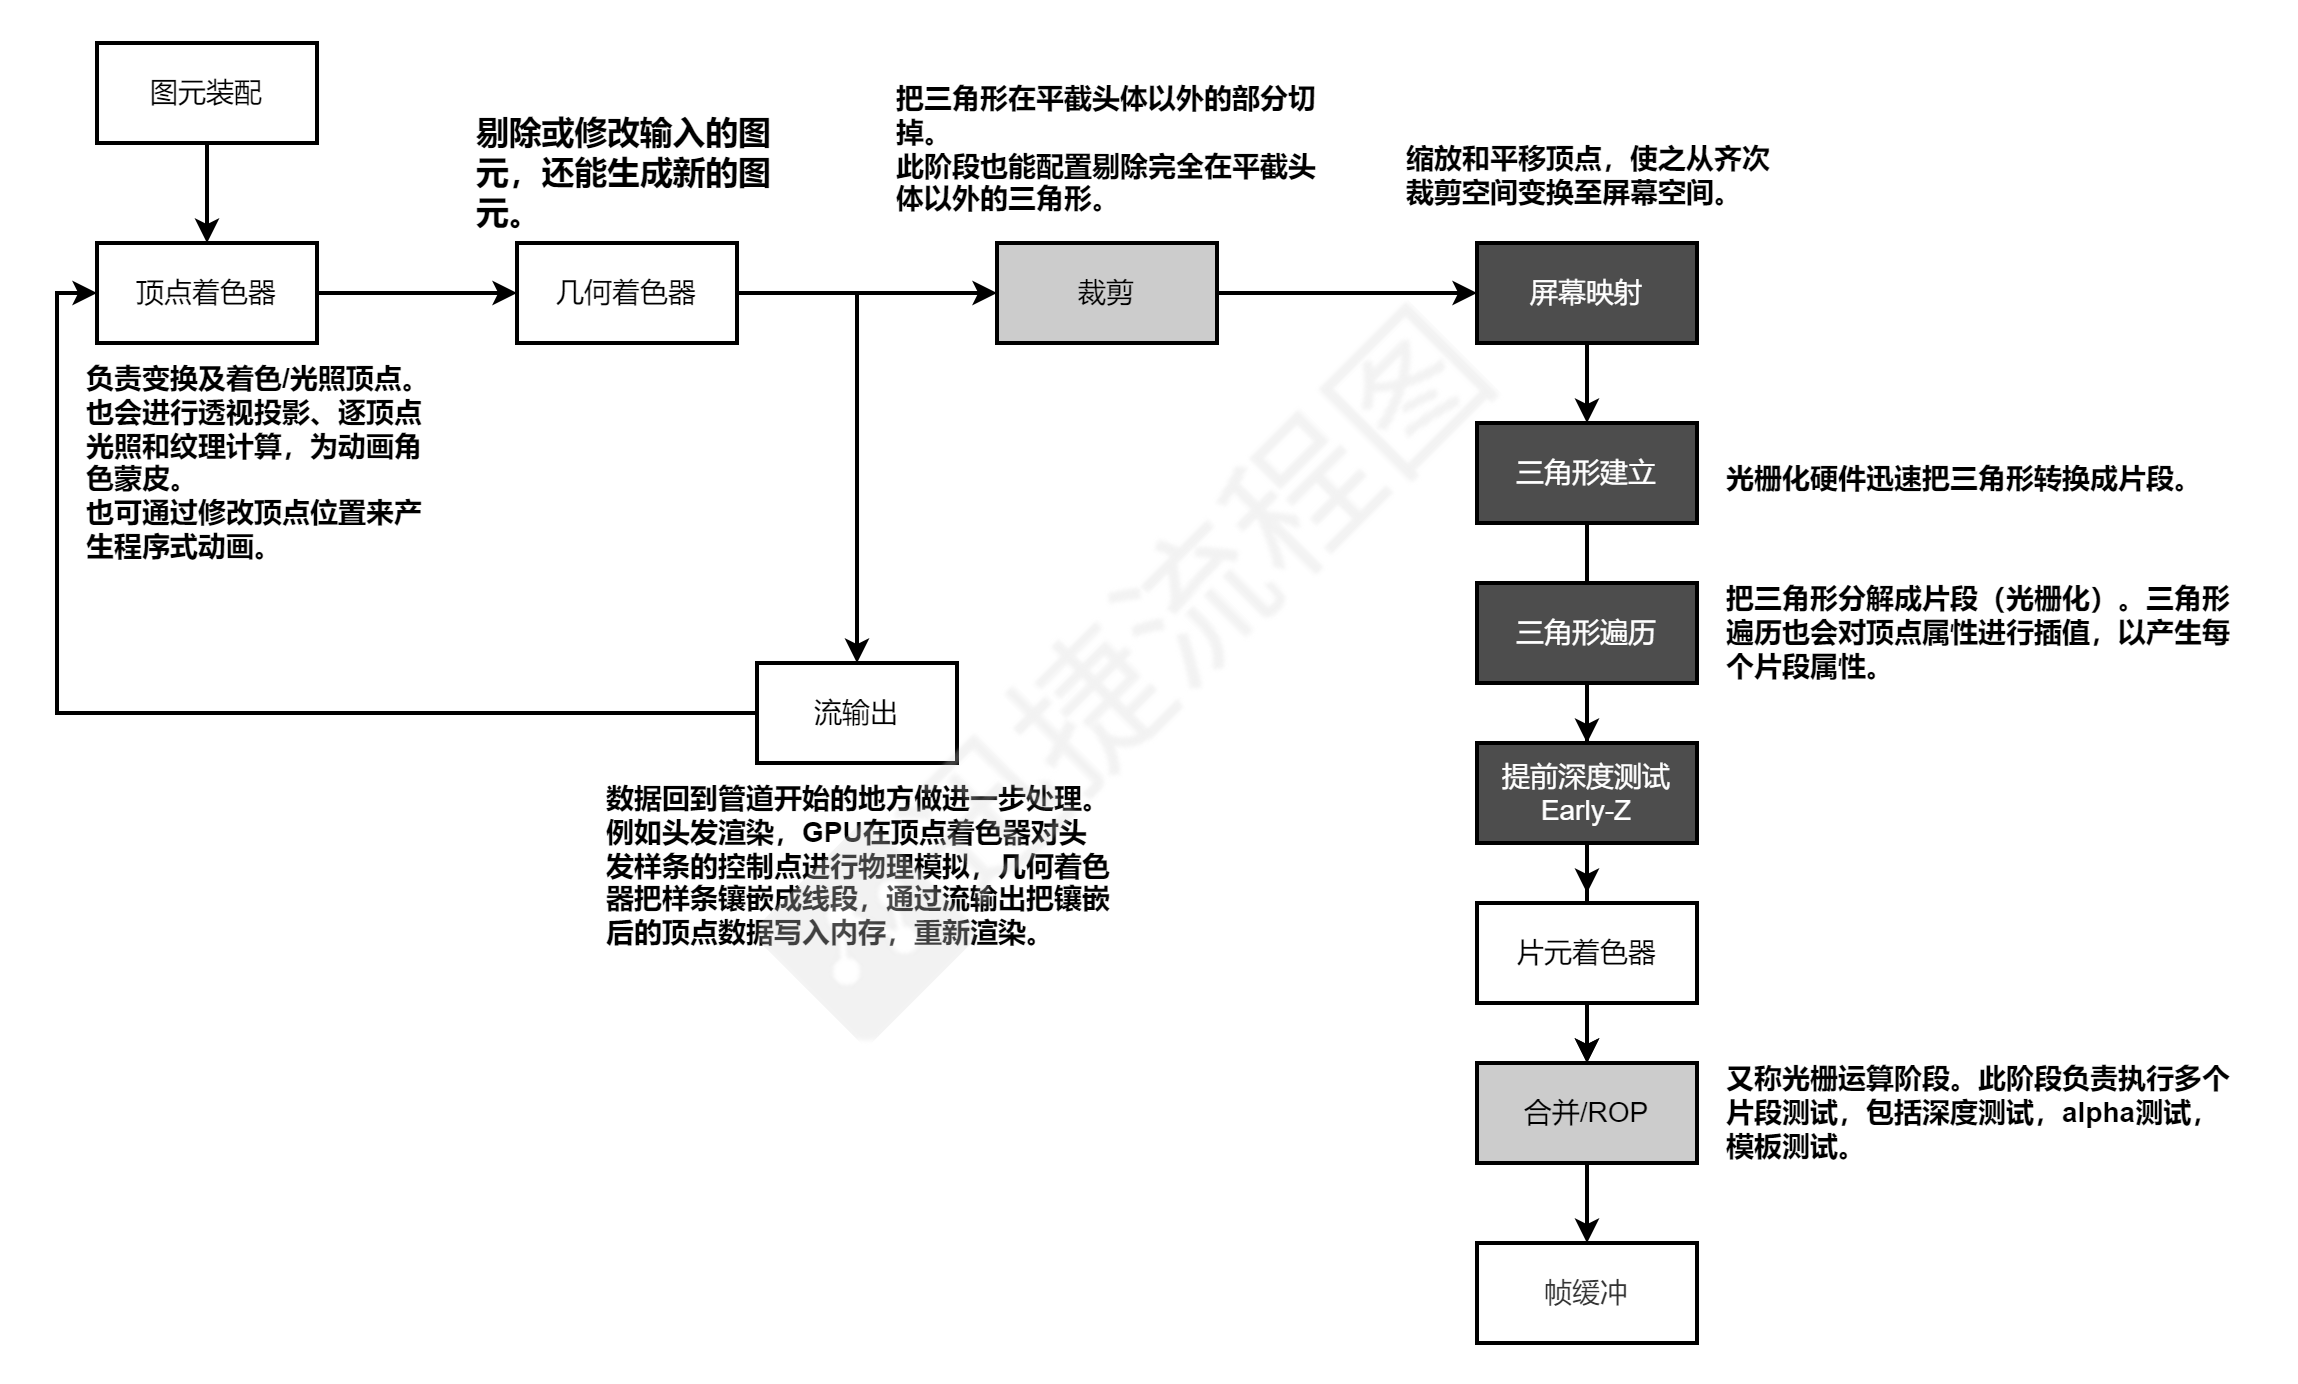 图元装配
剔除或修改输入的图
元，还能生成新的图
元。
把三角形在平截头体以外的部分切
掉。
此阶段也能配置剔除完全在平截头
体以外的三角形。
缩放和平移顶点，使之从齐次
裁剪空间变换至屏幕空间。
顶点着色器
几何着色器
裁剪
屏幕映射
负责变换及着色/光照顶点。
也会进行透视投影、逐顶点
光照和纹理计算，为动画角
色蒙皮。
也可通过修改顶点位置来产
生程序式动画。
三角形建立
光栅化硬件迅速把三角形转换成片段。
三角形遍历
把三角形分解成片段（光栅化）。三角形
遍历也会对顶点属性进行插值，以产生每
个片段属性。
流输出
数据回到管道开始的地方做进一步处理。
例如头发渲染，GPU在顶点着色器对头
发样条的控制点进行物理模拟，几何着色
器把样条镶嵌成线段，通过流输出把镶嵌
后的顶点数据写入内存，重新渲染。
提前深度测试
Early-Z
片元着色器
合并/ROP
又称光栅运算阶段。此阶段负责执行多个
片段测试，包括深度测试，alpha测试，
模板测试。
帧缓冲
迅捷流程图